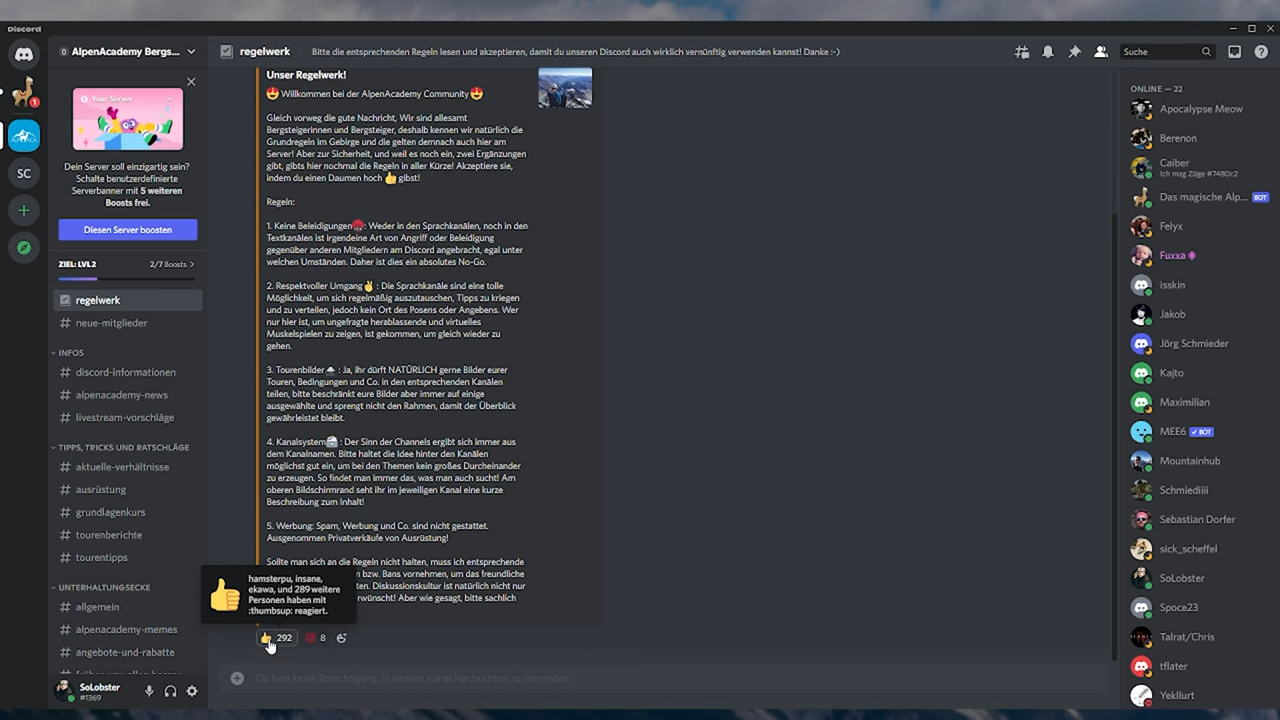 Discord
AlpenAcademy Bergs...
regelwerk
Bitte die entsprechenden Regeln lesen und akzeptieren, damit du unseren Discord auch wirklich vernünftig verwenden kannst! Danke :-)
Suche
1
SC
Your Server
Dein Server soll einzigartig sein?
Schalte benutzerdefinierte
Serverbanner mit 5 weiteren
Boosts frei.
Diesen Server boosten
ZIEL: LVL 2
2/7 Boosts
regelwerk
neue-mitglieder
INFOS
discord-informationen
alpenacademy-news
livestream-vorschläge
TIPPS, TRICKS UND RATSCHLÄGE
aktuelle-verhältnisse
ausrüstung
grundlagenkurs
tourenberichte
tourentipps
UNTERHALTUNGSECKE
allgemein
alpenacademy-memes
angebote-und-rabatte
SoLobster
#1369
Unser Regelwerk!
😍 Willkommen bei der AlpenAcademy Community 😍
Gleich vorweg die gute Nachricht, Wir sind allesamt
Bergsteigerinnen und Bergsteiger, deshalb kennen wir natürlich die
Grundregeln im Gebirge und die gelten demnach auch hier am
Server! Aber zur Sicherheit, und weil es noch ein, zwei Ergänzungen
gibt, gibts hier nochmal die Regeln in aller Kürze! Akzeptiere sie,
indem du einen Daumen hoch 👍 gibst!
Regeln:
1. Keine Beleidigungen : Weder in den Sprachkanälen, noch in den
Textkanälen ist irgendeine Art von Angriff oder Beleidigung
gegenüber anderen Mitgliedern am Discord angebracht, egal unter
welchen Umständen. Daher ist dies ein absolutes No-Go.
2. Respektvoller Umgang ✌ : Die Sprachkanäle sind eine tolle
Möglichkeit, um sich regelmäßig auszutauschen, Tipps zu kriegen
und zu verteilen, jedoch kein Ort des Posens oder Angebens. Wer
nur hier ist, um ungefragte herablassende und virtuelles
Muskelspielen zu zeigen, ist gekommen, um gleich wieder zu
gehen.
3. Tourenbilder : Ja, ihr dürft NATÜRLICH gerne Bilder eurer
Touren, Bedingungen und Co. in den entsprechenden Kanälen
teilen, bitte beschränkt eure Bilder aber immer auf einige
ausgewählte und sprengt nicht den Rahmen, damit der Überblick
gewährleistet bleibt.
4. Kanalsystem : Der Sinn der Channels ergibt sich immer aus
dem Kanalnamen. Bitte haltet die Idee hinter den Kanälen
möglichst gut ein, um bei den Themen kein großes Durcheinander
zu erzeugen. So findet man immer das, was man auch sucht! Am
oberen Bildschirmrand seht ihr im jeweiligen Kanal eine kurze
Beschreibung zum Inhalt!
5. Werbung: Spam, Werbung und Co. sind nicht gestattet.
Ausgenommen Privatverkäufe von Ausrüstung!
Sollte man sich an die Regeln nicht halten, muss ich entsprechende
bzw. Bans vornehmen, um das freundliche
ten. Diskussionskultur ist natürlich nicht nur
rwünscht! Aber wie gesagt, bitte sachlich
hamsterpu, insane,
ekawa, und 289 weitere
Personen haben mit
:thumbsup: reagiert.
292
8
Du hast keine Berechtigung, in diesem Kanal Nachrichten zu versenden.
ONLINE — 22
Apocalypse Meow
Berenon
Caiber
Ich mag Züge #7480c2
Das magische Alp... BOT
Felyx
Fuxxa
isskin
Jakob
Jörg Schmieder
Kajto
Maximilian
MEE6 BOT
Mountainhub
Schmiediiii
Sebastian Dorfer
sick_scheffel
SoLobster
Spoce23
Talrat/Chris
tflater
Yekllurt